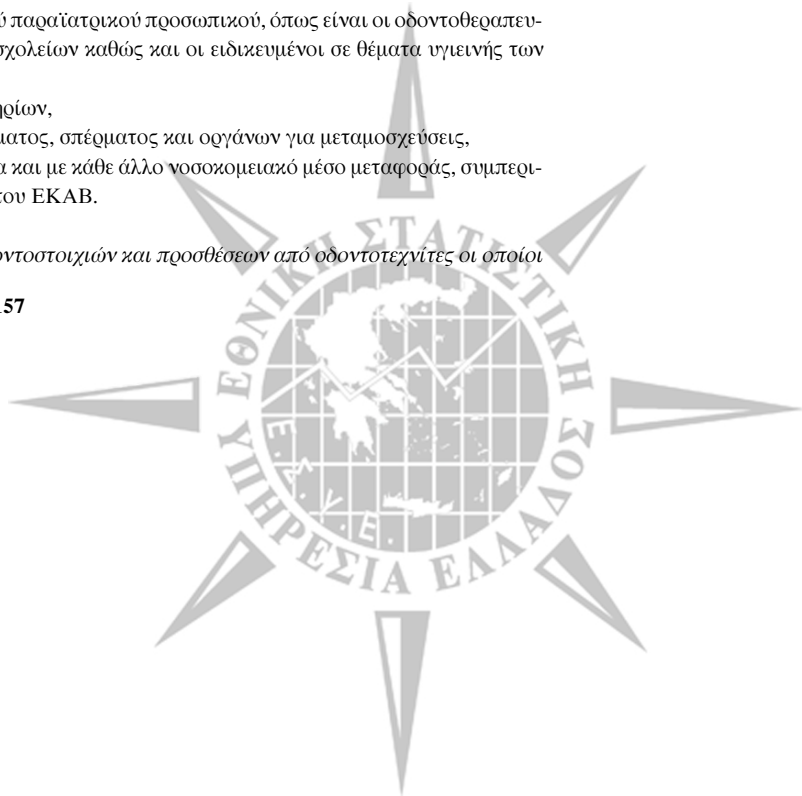 ύ παραϊατρικού προσωπικού, όπως είναι οι οδοντοθεραπευ-
σχολείων καθώς και οι ειδικευμένοι σε θέματα υγιεινής των
ηρίων,
ματος, σπέρματος και οργάνων για μεταμοσχεύσεις,
α και με κάθε άλλο νοσοκομειακό μέσο μεταφοράς, συμπερι-
του ΕΚΑΒ.
οντοστοιχιών και προσθέσεων από οδοντοτεχνίτες οι οποίοι
157
ΕΘΝΙΚΗ ΣΤΑΤΙΣΤΙΚΗ
ΥΠΗΡΕΣΙΑ ΕΛΛΑΔΟΣ
Ε.Σ.Υ.Ε.